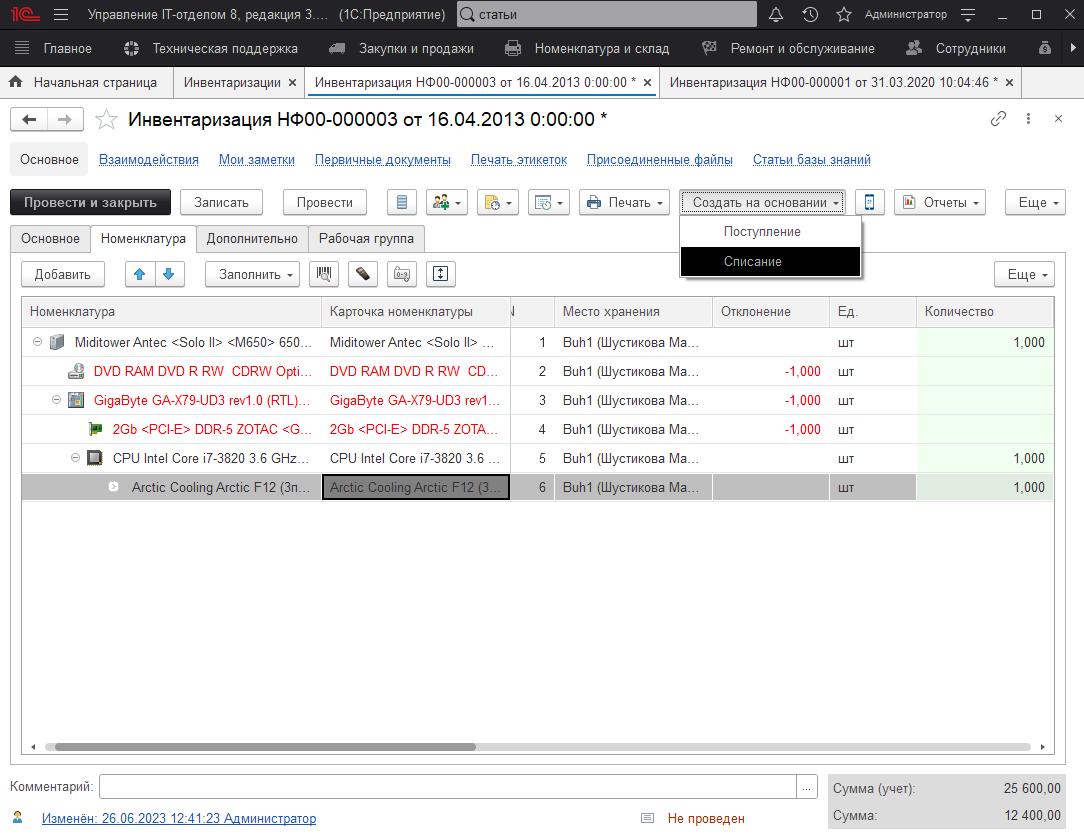 1С Управление IT-отделом 8, редакция 3.... (1С:Предприятие) статьи Администратор
Главное Техническая поддержка Закупки и продажи Номенклатура и склад Ремонт и обслуживание Сотрудники
Начальная страница Инвентаризации × Инвентаризация НФ00-000003 от 16.04.2013 0:00:00 * × Инвентаризация НФ00-000001 от 31.03.2020 10:04:46 * ×
Инвентаризация НФ00-000003 от 16.04.2013 0:00:00 *
Основное Взаимодействия Мои заметки Первичные документы Печать этикеток Присоединенные файлы Статьи базы знаний
Провести и закрыть Записать Провести Печать Создать на основании Отчеты Еще
Поступление
Списание
Основное Номенклатура Дополнительно Рабочая группа
Добавить Заполнить Еще
Номенклатура Карточка номенклатуры N Место хранения Отклонение Ед. Количество
Miditower Antec <Solo II> <M650> 650... Miditower Antec <Solo II> ... 1 Buh1 (Шустикова Ма... шт 1,000
DVD RAM DVD R RW CDRW Opti... DVD RAM DVD R RW CD... 2 Buh1 (Шустикова Ма... -1,000 шт
GigaByte GA-X79-UD3 rev1.0 (RTL)... GigaByte GA-X79-UD3 rev1... 3 Buh1 (Шустикова Ма... -1,000 шт
2Gb <PCI-E> DDR-5 ZOTAC <G... 2Gb <PCI-E> DDR-5 ZOTA... 4 Buh1 (Шустикова Ма... -1,000 шт
CPU Intel Core i7-3820 3.6 GHz... CPU Intel Core i7-3820 3.6 ... 5 Buh1 (Шустикова Ма... шт 1,000
Arctic Cooling Arctic F12 (3п... Arctic Cooling Arctic F12 (3... 6 Buh1 (Шустикова Ма... шт 1,000
Комментарий: ... Сумма (учет): 25 600,00
Изменён: 26.06.2023 12:41:23 Администратор Не проведен Сумма: 12 400,00